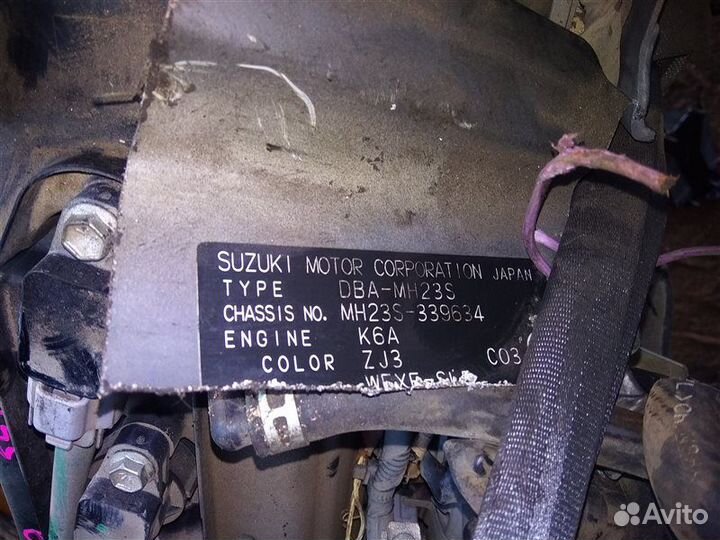 SUZUKI MOTOR CORPORATION JAPAN
TYPE DBA-MH23S
CHASSIS NO. MH23S-339634
ENGINE K6A
COLOR ZJ3 C03
Avito